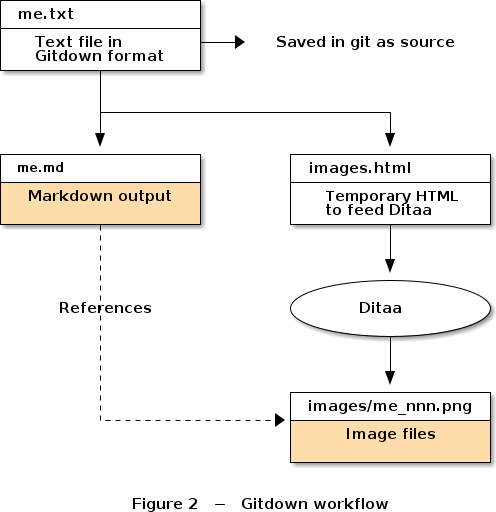 me.txt
Text file in
Gitdown format
Saved in git as source
me.md
Markdown output
images.html
Temporary HTML
to feed Ditaa
References
Ditaa
images/me_nnn.png
Image files
Figure 2 – Gitdown workflow